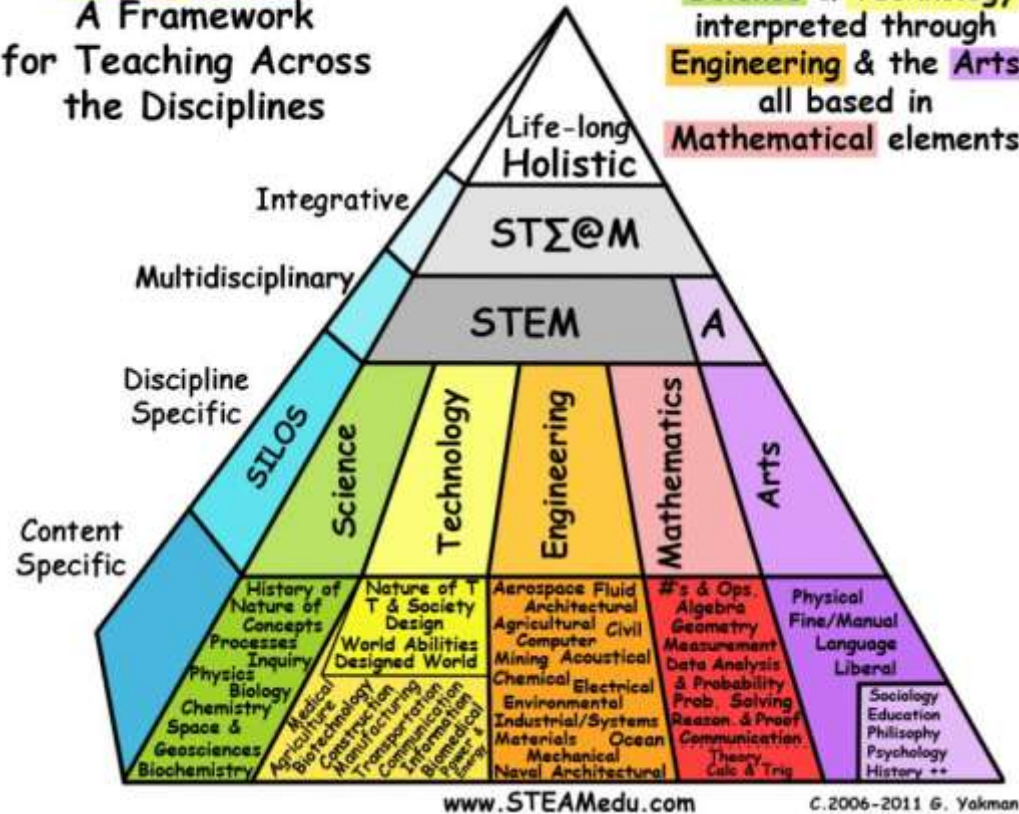 A Framework
for Teaching Across
the Disciplines
interpreted through
Engineering & the Arts
all based in
Mathematical elements
Life-long
Holistic
Integrative
ST∑@M
Multidisciplinary
STEM
A
Discipline
Specific
SILOS
Science
Technology
Engineering
Mathematics
Arts
Content
Specific
History of
Nature of
Concepts
Processes
Inquiry
Physics
Biology
Chemistry
Space &
Geosciences
Biochemistry
Nature of T
T & Society
Design
World Abilities
Designed World
Medical
Agriculture
Biotechnology
Construction
Manufacturing
Transportation
Communication
Information
Biomedical
Power &
Energy
Aerospace Fluid
Architectural
Agricultural Civil
Computer
Mining Acoustical
Chemical Electrical
Environmental
Industrial/Systems
Materials Ocean
Mechanical
Naval Architectural
#'s & Ops.
Algebra
Geometry
Measurement
Data Analysis
& Probability
Prob. Solving
Reason. & Proof
Communication
Theory
Calc & Trig
Physical
Fine/Manual
Language
Liberal
Sociology
Education
Philisophy
Psychology
History ++
www.STEAMedu.com
C.2006-2011 G. Yakman